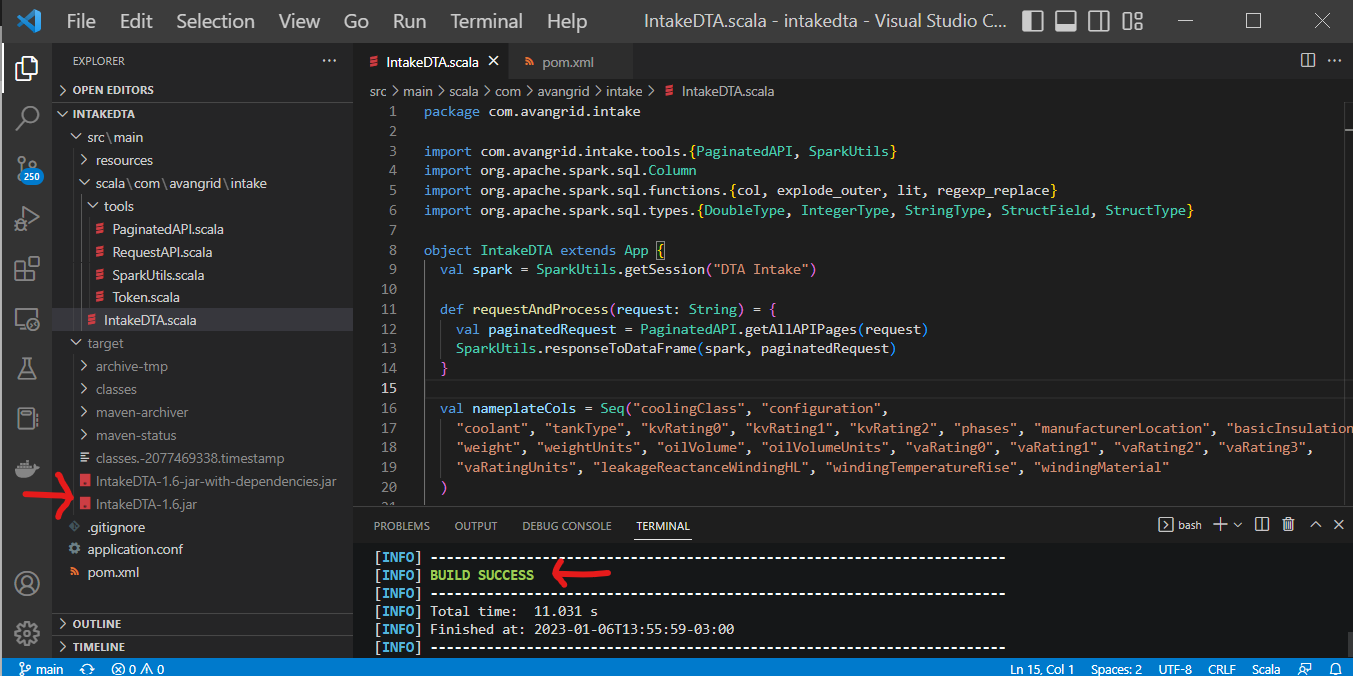 File Edit Selection View Go Run Terminal Help IntakeDTA.scala - intakedta - Visual Studio C...
EXPLORER ...
OPEN EDITORS
INTAKEDTA
src\main
resources
scala\com\avangrid\intake
tools
PaginatedAPI.scala
RequestAPI.scala
SparkUtils.scala
Token.scala
IntakeDTA.scala
target
archive-tmp
classes
maven-archiver
maven-status
classes.-2077469338.timestamp
IntakeDTA-1.6-jar-with-dependencies.jar
IntakeDTA-1.6.jar
.gitignore
application.conf
pom.xml
OUTLINE
TIMELINE
250
IntakeDTA.scala pom.xml
src > main > scala > com > avangrid > intake > IntakeDTA.scala
1 package com.avangrid.intake
2
3 import com.avangrid.intake.tools.{PaginatedAPI, SparkUtils}
4 import org.apache.spark.sql.Column
5 import org.apache.spark.sql.functions.{col, explode_outer, lit, regexp_replace}
6 import org.apache.spark.sql.types.{DoubleType, IntegerType, StringType, StructField, StructType}
7
8 object IntakeDTA extends App {
9 val spark = SparkUtils.getSession("DTA Intake")
10
11 def requestAndProcess(request: String) = {
12 val paginatedRequest = PaginatedAPI.getAllAPIPages(request)
13 SparkUtils.responseToDataFrame(spark, paginatedRequest)
14 }
15
16 val nameplateCols = Seq("coolingClass", "configuration",
17 "coolant", "tankType", "kvRating0", "kvRating1", "kvRating2", "phases", "manufacturerLocation", "basicInsulation
18 "weight", "weightUnits", "oilVolume", "oilVolumeUnits", "vaRating0", "vaRating1", "vaRating2", "vaRating3",
19 "vaRatingUnits", "leakageReactanceWindingHL", "windingTemperatureRise", "windingMaterial"
20 )
PROBLEMS OUTPUT DEBUG CONSOLE TERMINAL bash
[INFO] ------------------------------------------------------------------------
[INFO] BUILD SUCCESS
[INFO] ------------------------------------------------------------------------
[INFO] Total time: 11.031 s
[INFO] Finished at: 2023-01-06T13:55:59-03:00
[INFO] ------------------------------------------------------------------------
main 0 0 Ln 15, Col 1 Spaces: 2 UTF-8 CRLF Scala